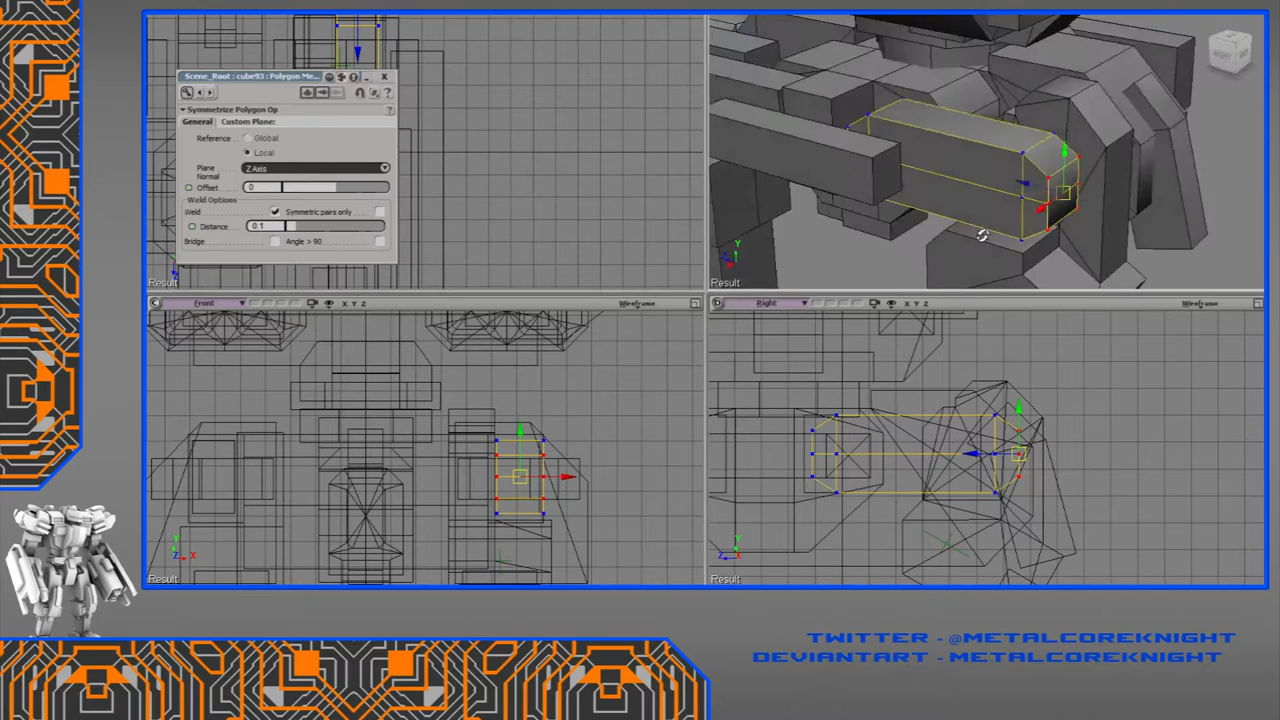 Scene_Root : cube93 : Polygon Me...
Symmetrize Polygon Op
General
Custom Plane:
Reference
Global
Local
Plane Normal
Z Axis
Offset
0
Weld Options
Weld
Symmetric pairs only
Distance
0.1
Bridge
Angle > 90
Result
Y
Result
C
Front
X Y Z
Wireframe
Y
X
Result
D
Right
X Y Z
Wireframe
Y
Z
Result
TWITTER - @METALCOREKNIGHT
DEVIANTART - METALCOREKNIGHT